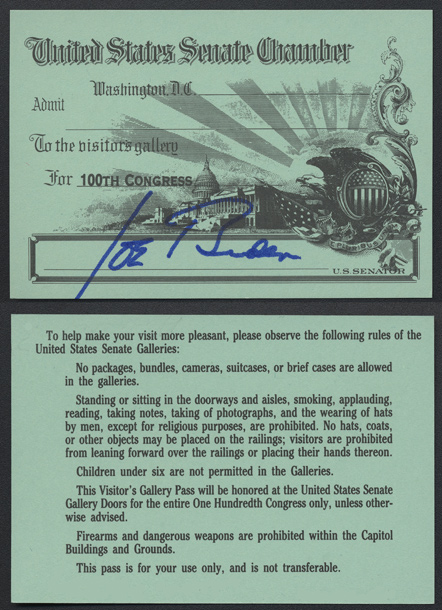 United States Senate Chamber
Washington, D.C.
Admit
To the visitors gallery
For 100TH CONGRESS
Joe Biden
E PLURIBUS
U.S. SENATOR
To help make your visit more pleasant, please observe the following rules of the
United States Senate Galleries:
No packages, bundles, cameras, suitcases, or brief cases are allowed
in the galleries.
Standing or sitting in the doorways and aisles, smoking, applauding,
reading, taking notes, taking of photographs, and the wearing of hats
by men, except for religious purposes, are prohibited. No hats, coats,
or other objects may be placed on the railings; visitors are prohibited
from leaning forward over the railings or placing their hands thereon.
Children under six are not permitted in the Galleries.
This Visitor's Gallery Pass will be honored at the United States Senate
Gallery Doors for the entire One Hundredth Congress only, unless other-
wise advised.
Firearms and dangerous weapons are prohibited within the Capitol
Buildings and Grounds.
This pass is for your use only, and is not transferable.